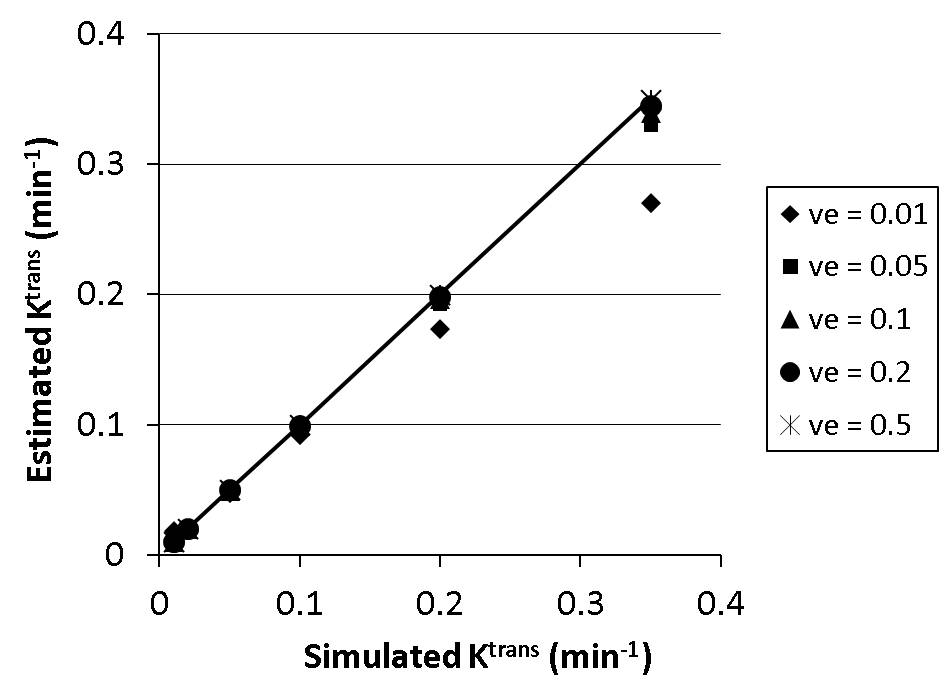 0.4
0.3
0.2
0.1
0
Estimated Ktrans (min-1)
0 0.1 0.2 0.3 0.4
Simulated Ktrans (min-1)
ve = 0.01
ve = 0.05
ve = 0.1
ve = 0.2
ve = 0.5